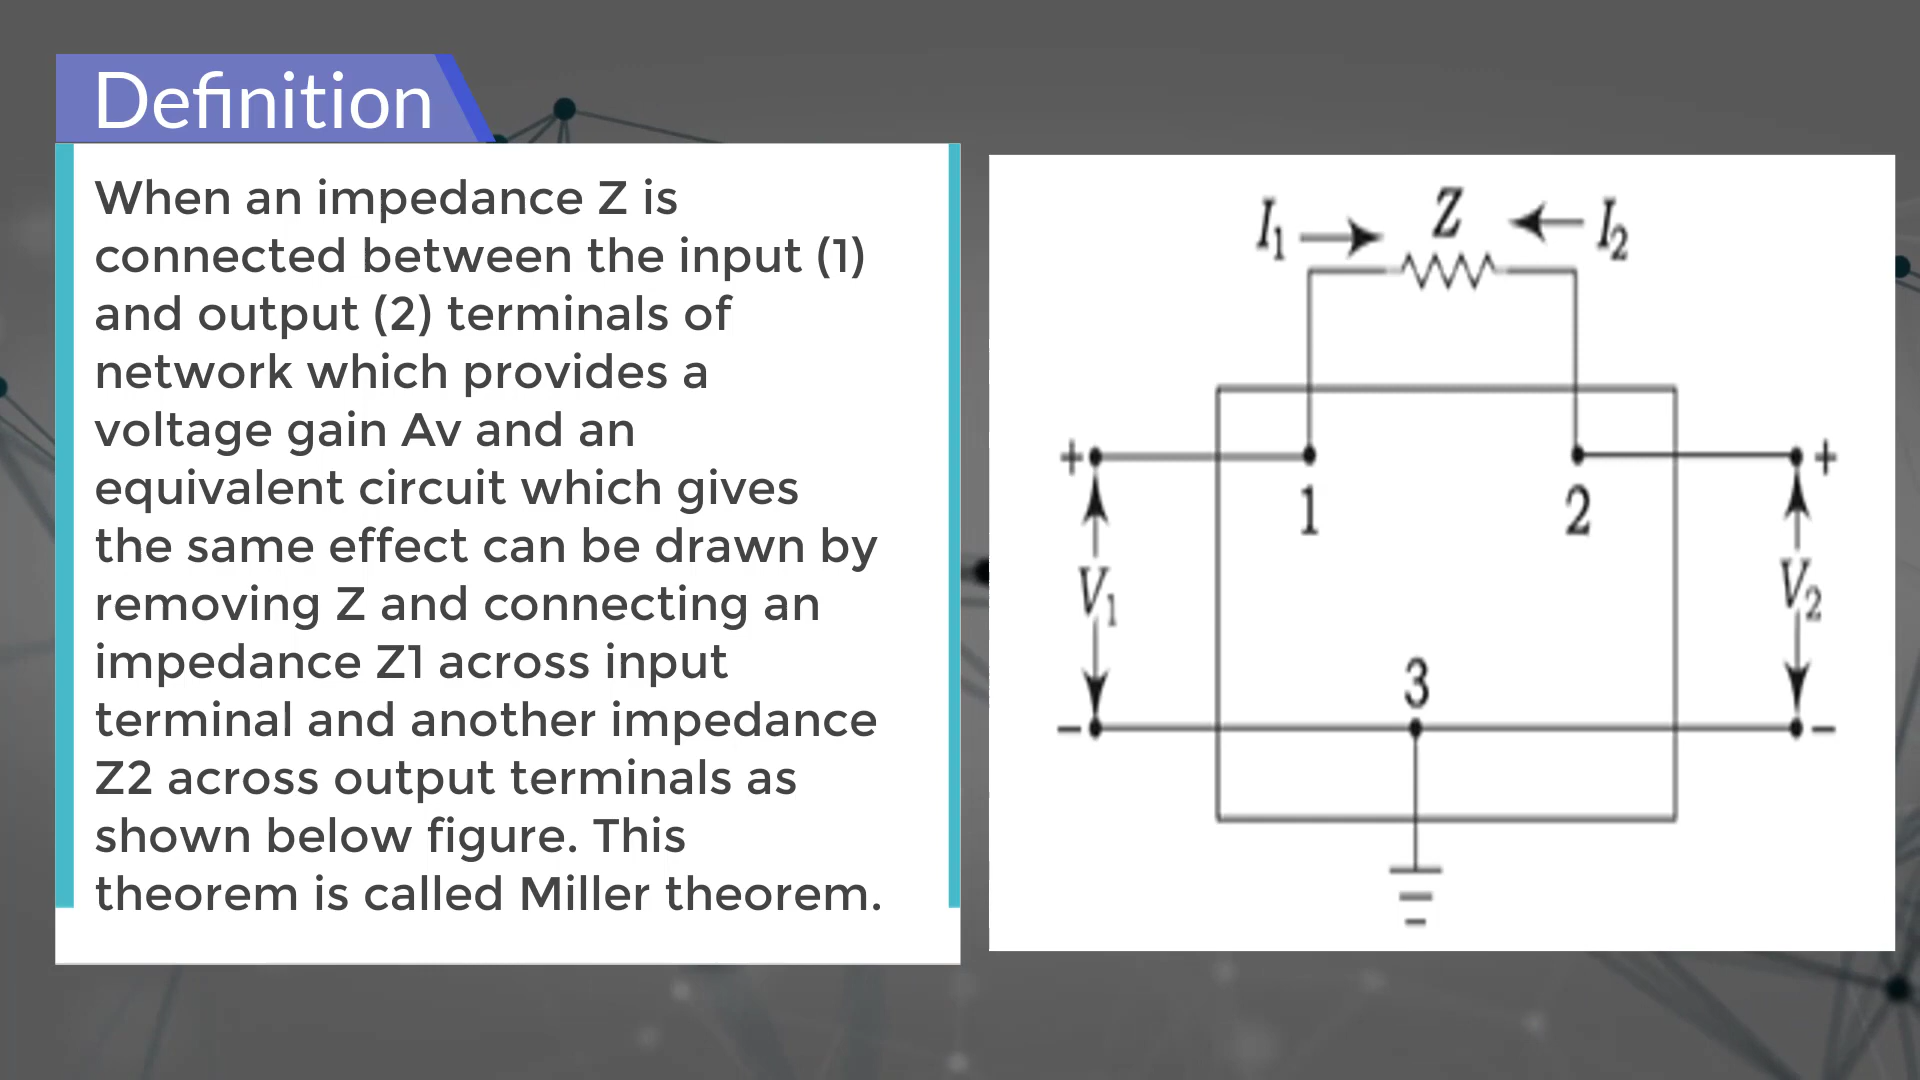 Definition
When an impedance Z is
connected between the input (1)
and output (2) terminals of
network which provides a
voltage gain Av and an
equivalent circuit which gives
the same effect can be drawn by
removing Z and connecting an
impedance Z1 across input
terminal and another impedance
Z2 across output terminals as
shown below figure. This
theorem is called Miller theorem.
I₁ Z I₂
+ +
1 2
V₁ V₂
3
− −